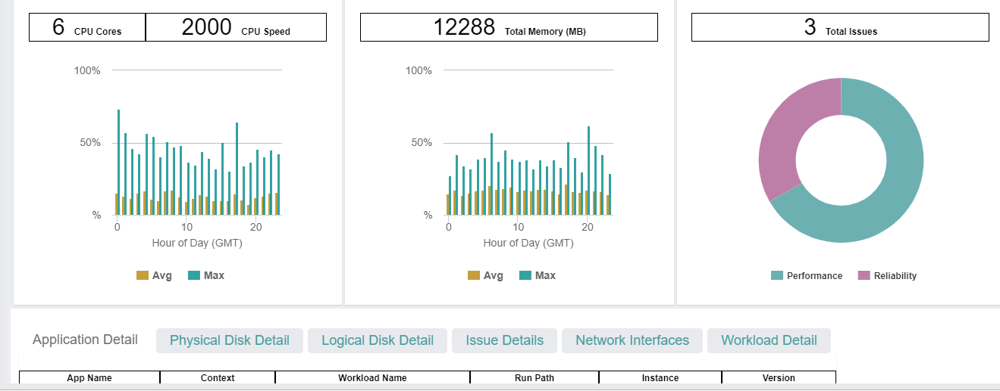 6 CPU Cores 2000 CPU Speed
100%
50%
%
0 10 20
Hour of Day (GMT)
Avg Max
12288 Total Memory (MB)
100%
50%
%
0 10 20
Hour of Day (GMT)
Avg Max
3 Total Issues
Performance Reliability
Application Detail Physical Disk Detail Logical Disk Detail Issue Details Network Interfaces Workload Detail
App Name Context Workload Name Run Path Instance Version